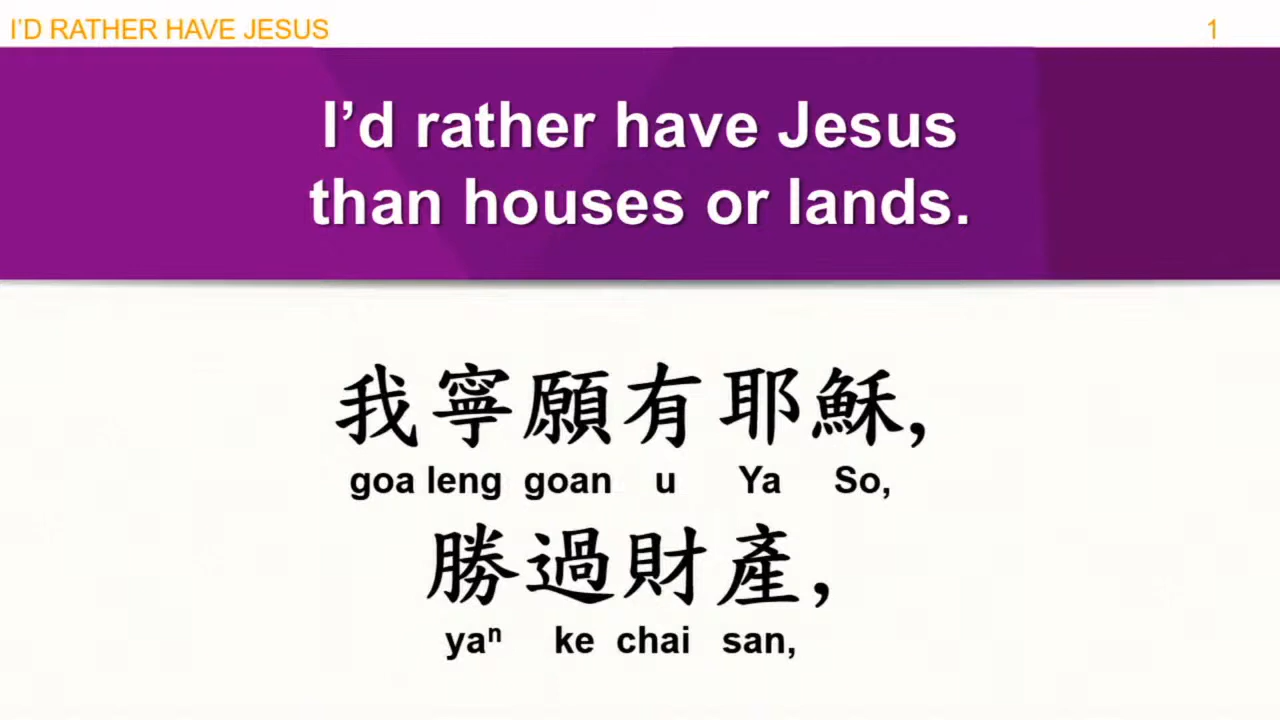 I'D RATHER HAVE JESUS 1
I’d rather have Jesus
than houses or lands.
我寧願有耶穌,
goa leng goan u Ya So,
勝過財產,
yaⁿ ke chai san,